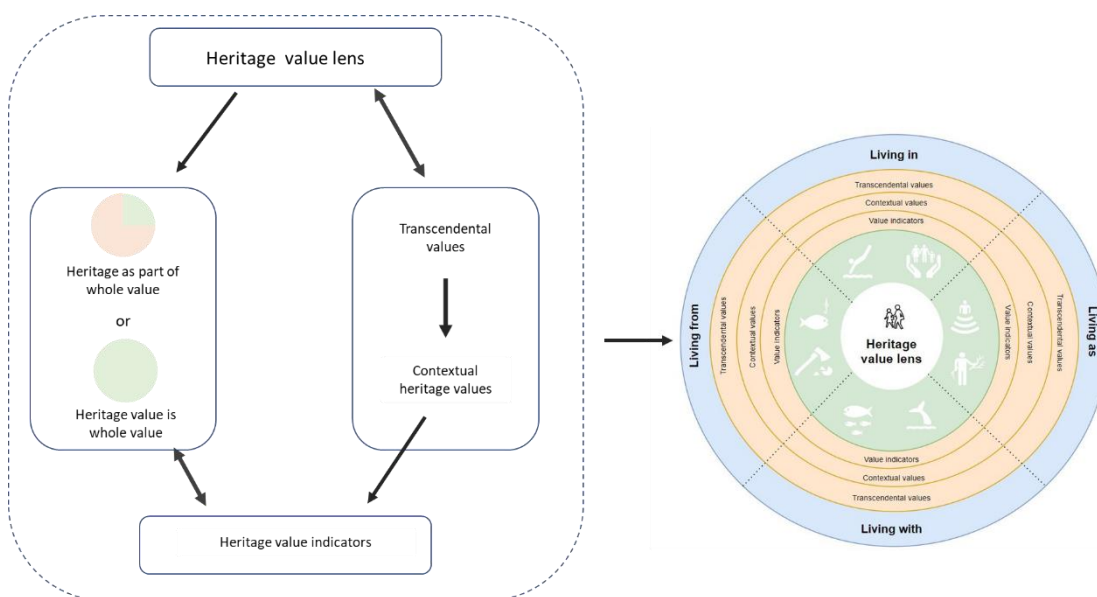 Heritage value lens
Heritage as part of
whole value
or
Heritage value is
whole value
Transcendental
values
Contextual
heritage values
Heritage value indicators
Living in
Transcendental values
Contextual values
Value indicators
Living from
Transcendental values
Contextual values
Value indicators
Heritage
value lens
Value indicators
Contextual values
Transcendental values
Living as
Value indicators
Contextual values
Transcendental values
Living with